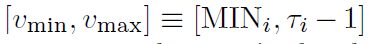 ⌈v_min, v_max] ≡ [MIN_i, τ_i − 1]